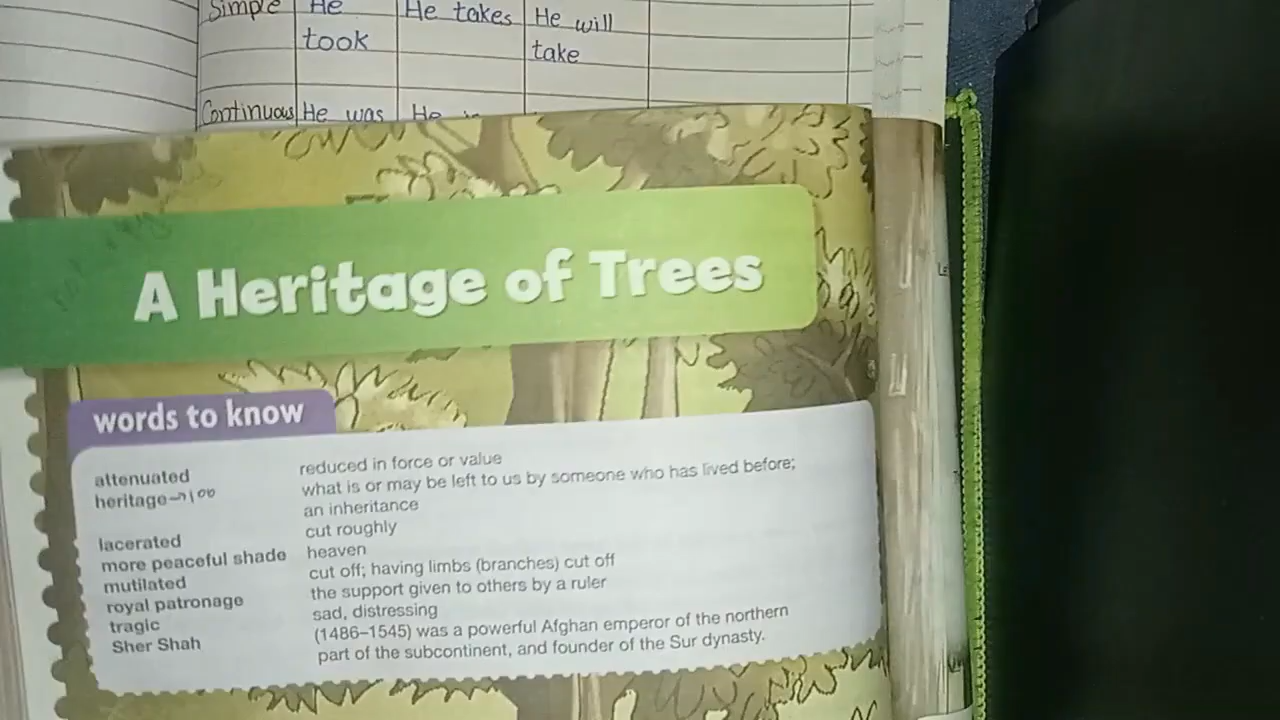 Simple He He takes He will
took take
Continuous He was He
A Heritage of Trees
words to know
attenuated reduced in force or value
heritage→100 what is or may be left to us by someone who has lived before;
an inheritance
lacerated cut roughly
more peaceful shade heaven
mutilated cut off; having limbs (branches) cut off
royal patronage the support given to others by a ruler
tragic sad, distressing
Sher Shah (1486–1545) was a powerful Afghan emperor of the northern
part of the subcontinent, and founder of the Sur dynasty.